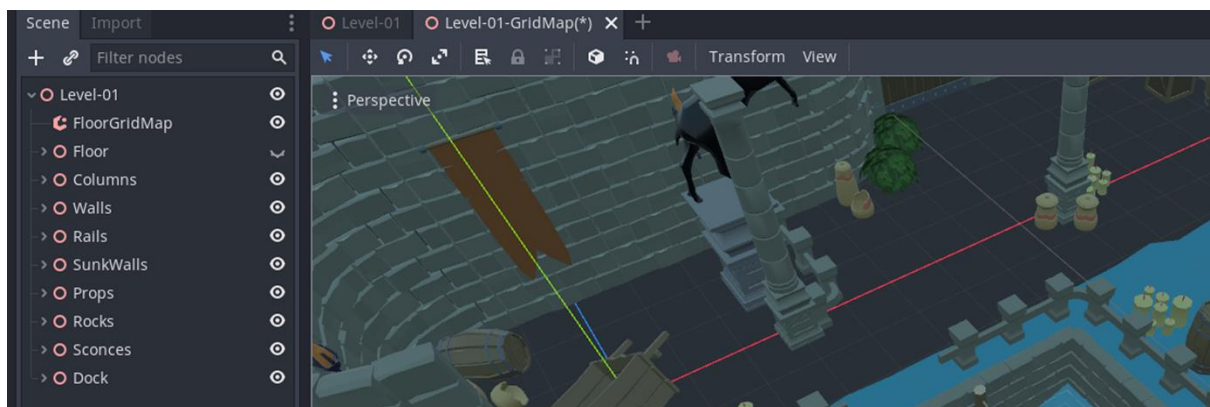 Scene Import
Level-01 Level-01-GridMap(*)
Filter nodes
Transform View
Level-01
Perspective
FloorGridMap
Floor
Columns
Walls
Rails
SunkWalls
Props
Rocks
Sconces
Dock